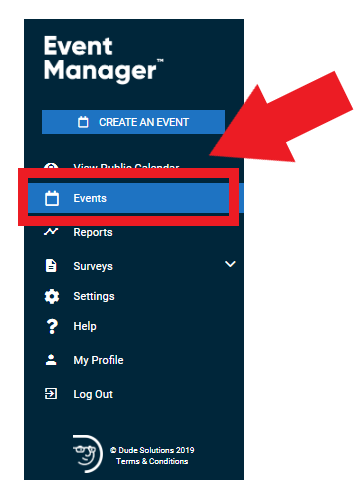 Event
Manager™
CREATE AN EVENT
View Public Calendar
Events
Reports
Surveys
Settings
? Help
My Profile
Log Out
© Dude Solutions 2019
Terms & Conditions